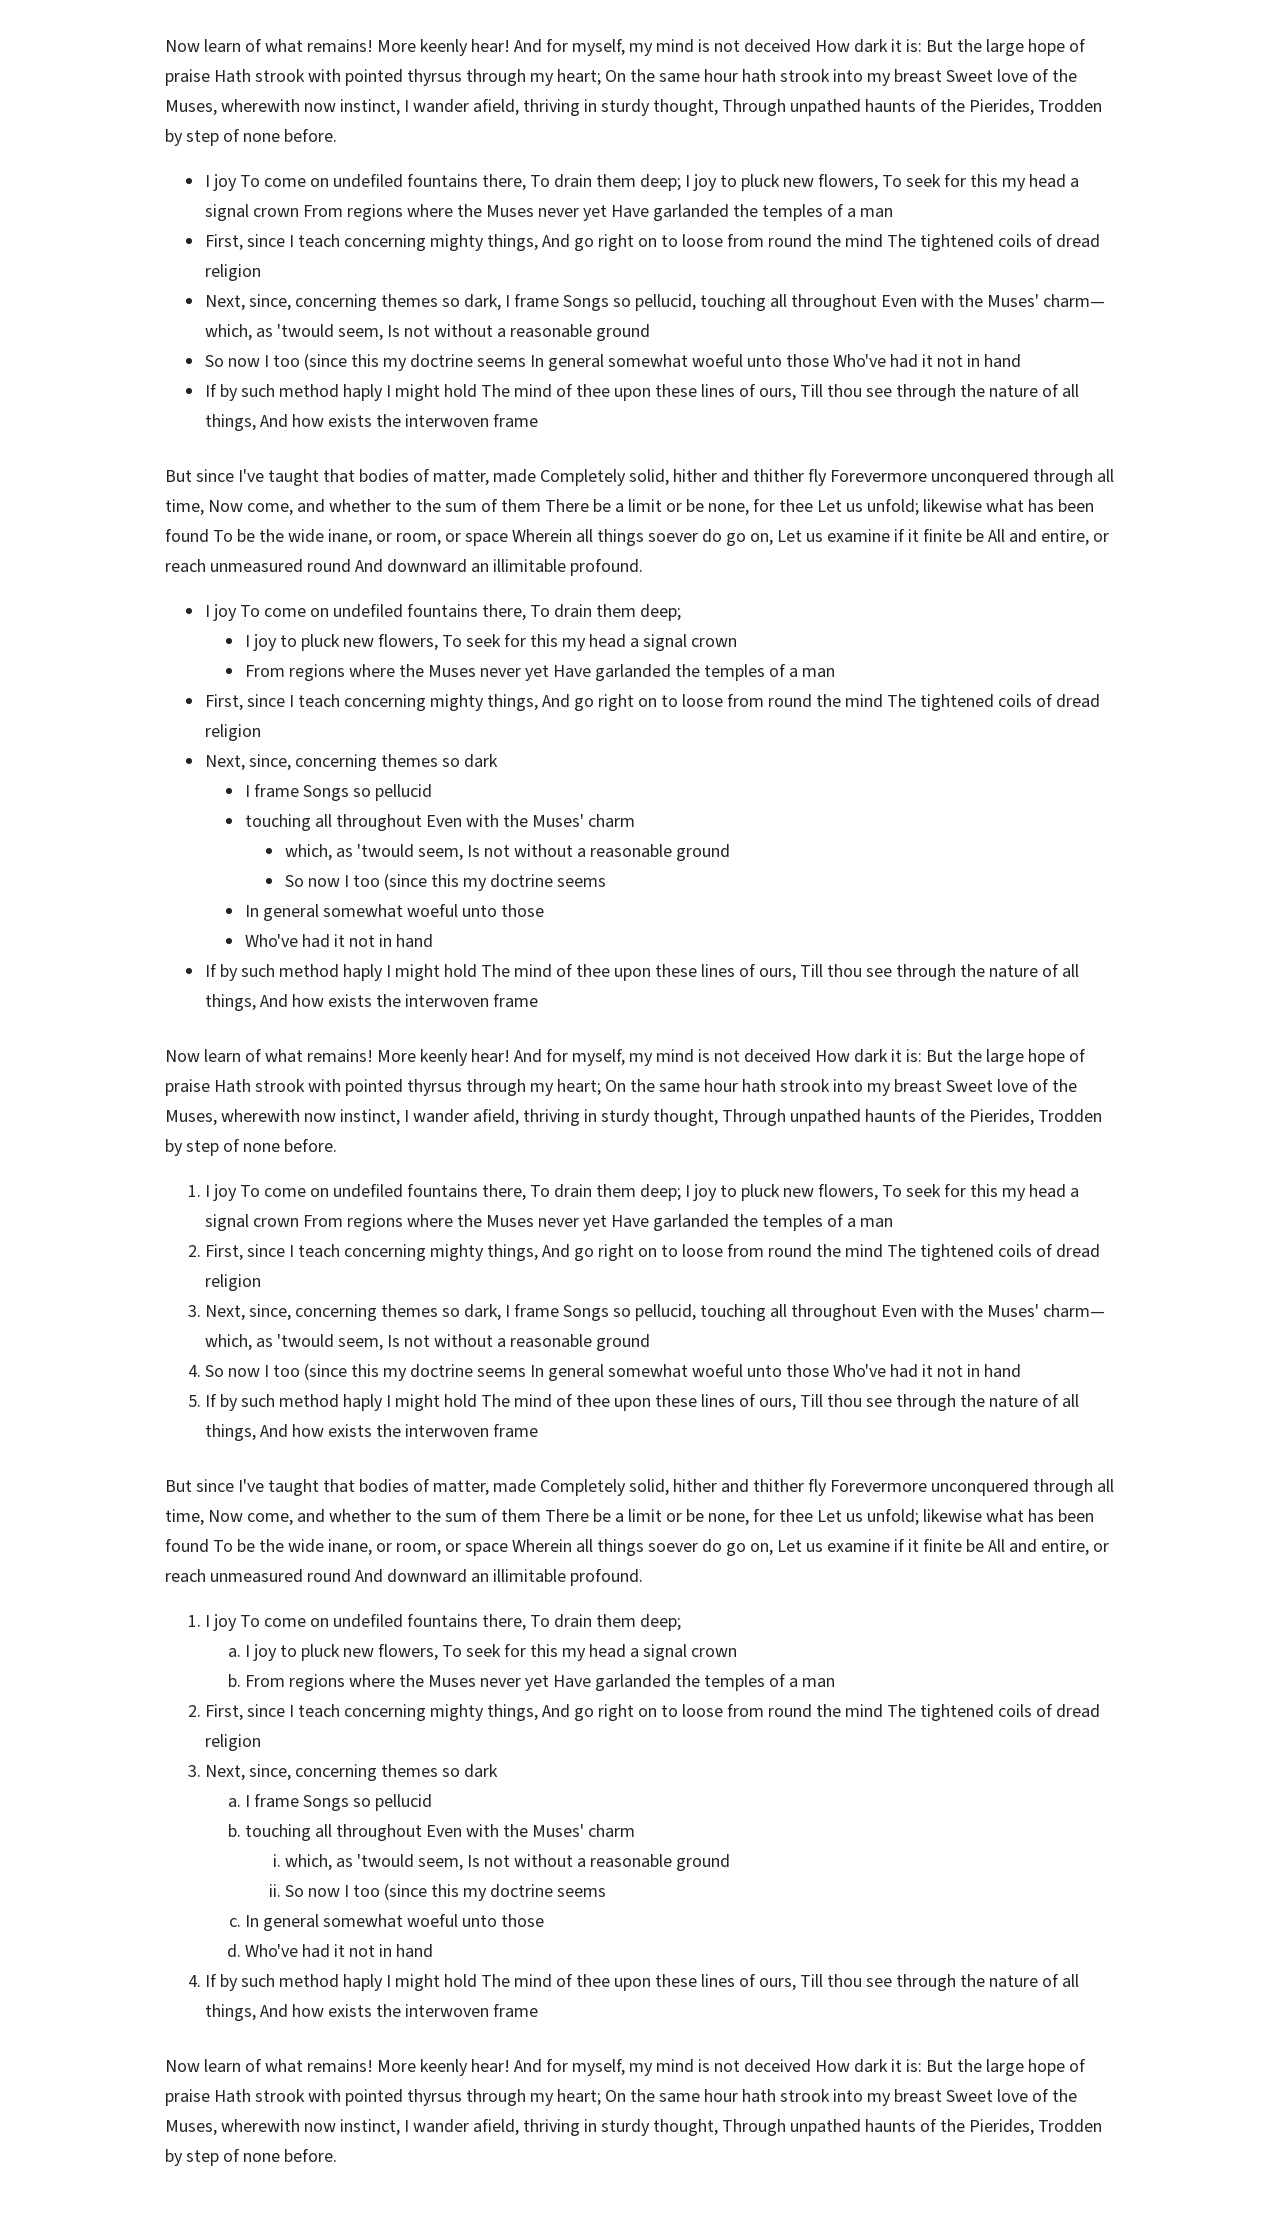 Now learn of what remains! More keenly hear! And for myself, my mind is not deceived How dark it is: But the large hope of
praise Hath strook with pointed thyrsus through my heart; On the same hour hath strook into my breast Sweet love of the
Muses, wherewith now instinct, I wander afield, thriving in sturdy thought, Through unpathed haunts of the Pierides, Trodden
by step of none before.
• I joy To come on undefiled fountains there, To drain them deep; I joy to pluck new flowers, To seek for this my head a
signal crown From regions where the Muses never yet Have garlanded the temples of a man
• First, since I teach concerning mighty things, And go right on to loose from round the mind The tightened coils of dread
religion
• Next, since, concerning themes so dark, I frame Songs so pellucid, touching all throughout Even with the Muses' charm—
which, as 'twould seem, Is not without a reasonable ground
• So now I too (since this my doctrine seems In general somewhat woeful unto those Who've had it not in hand
• If by such method haply I might hold The mind of thee upon these lines of ours, Till thou see through the nature of all
things, And how exists the interwoven frame
But since I've taught that bodies of matter, made Completely solid, hither and thither fly Forevermore unconquered through all
time, Now come, and whether to the sum of them There be a limit or be none, for thee Let us unfold; likewise what has been
found To be the wide inane, or room, or space Wherein all things soever do go on, Let us examine if it finite be All and entire, or
reach unmeasured round And downward an illimitable profound.
• I joy To come on undefiled fountains there, To drain them deep;
• I joy to pluck new flowers, To seek for this my head a signal crown
• From regions where the Muses never yet Have garlanded the temples of a man
• First, since I teach concerning mighty things, And go right on to loose from round the mind The tightened coils of dread
religion
• Next, since, concerning themes so dark
• I frame Songs so pellucid
• touching all throughout Even with the Muses' charm
• which, as 'twould seem, Is not without a reasonable ground
• So now I too (since this my doctrine seems
• In general somewhat woeful unto those
• Who've had it not in hand
• If by such method haply I might hold The mind of thee upon these lines of ours, Till thou see through the nature of all
things, And how exists the interwoven frame
Now learn of what remains! More keenly hear! And for myself, my mind is not deceived How dark it is: But the large hope of
praise Hath strook with pointed thyrsus through my heart; On the same hour hath strook into my breast Sweet love of the
Muses, wherewith now instinct, I wander afield, thriving in sturdy thought, Through unpathed haunts of the Pierides, Trodden
by step of none before.
1. I joy To come on undefiled fountains there, To drain them deep; I joy to pluck new flowers, To seek for this my head a
signal crown From regions where the Muses never yet Have garlanded the temples of a man
2. First, since I teach concerning mighty things, And go right on to loose from round the mind The tightened coils of dread
religion
3. Next, since, concerning themes so dark, I frame Songs so pellucid, touching all throughout Even with the Muses' charm—
which, as 'twould seem, Is not without a reasonable ground
4. So now I too (since this my doctrine seems In general somewhat woeful unto those Who've had it not in hand
5. If by such method haply I might hold The mind of thee upon these lines of ours, Till thou see through the nature of all
things, And how exists the interwoven frame
But since I've taught that bodies of matter, made Completely solid, hither and thither fly Forevermore unconquered through all
time, Now come, and whether to the sum of them There be a limit or be none, for thee Let us unfold; likewise what has been
found To be the wide inane, or room, or space Wherein all things soever do go on, Let us examine if it finite be All and entire, or
reach unmeasured round And downward an illimitable profound.
1. I joy To come on undefiled fountains there, To drain them deep;
a. I joy to pluck new flowers, To seek for this my head a signal crown
b. From regions where the Muses never yet Have garlanded the temples of a man
2. First, since I teach concerning mighty things, And go right on to loose from round the mind The tightened coils of dread
religion
3. Next, since, concerning themes so dark
a. I frame Songs so pellucid
b. touching all throughout Even with the Muses' charm
i. which, as 'twould seem, Is not without a reasonable ground
ii. So now I too (since this my doctrine seems
c. In general somewhat woeful unto those
d. Who've had it not in hand
4. If by such method haply I might hold The mind of thee upon these lines of ours, Till thou see through the nature of all
things, And how exists the interwoven frame
Now learn of what remains! More keenly hear! And for myself, my mind is not deceived How dark it is: But the large hope of
praise Hath strook with pointed thyrsus through my heart; On the same hour hath strook into my breast Sweet love of the
Muses, wherewith now instinct, I wander afield, thriving in sturdy thought, Through unpathed haunts of the Pierides, Trodden
by step of none before.